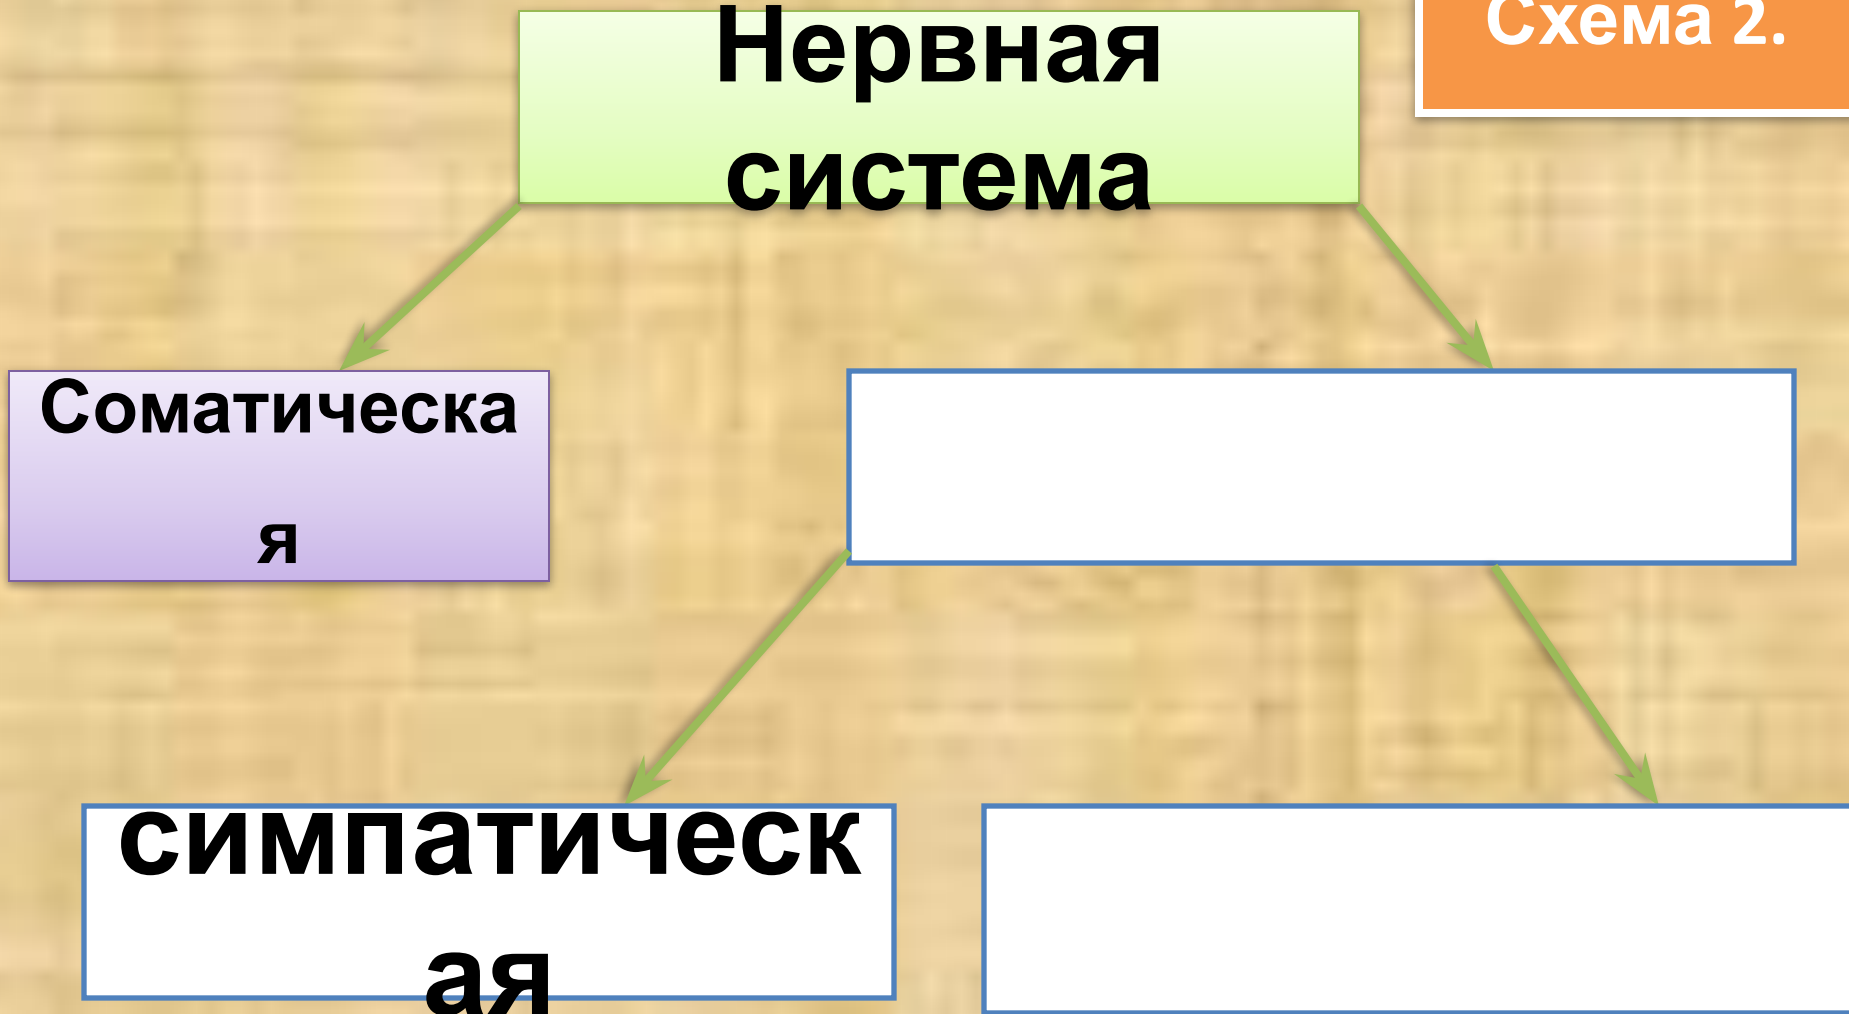 Схема 2.
Нервная
система
Соматическа
я
симпатическ
ая